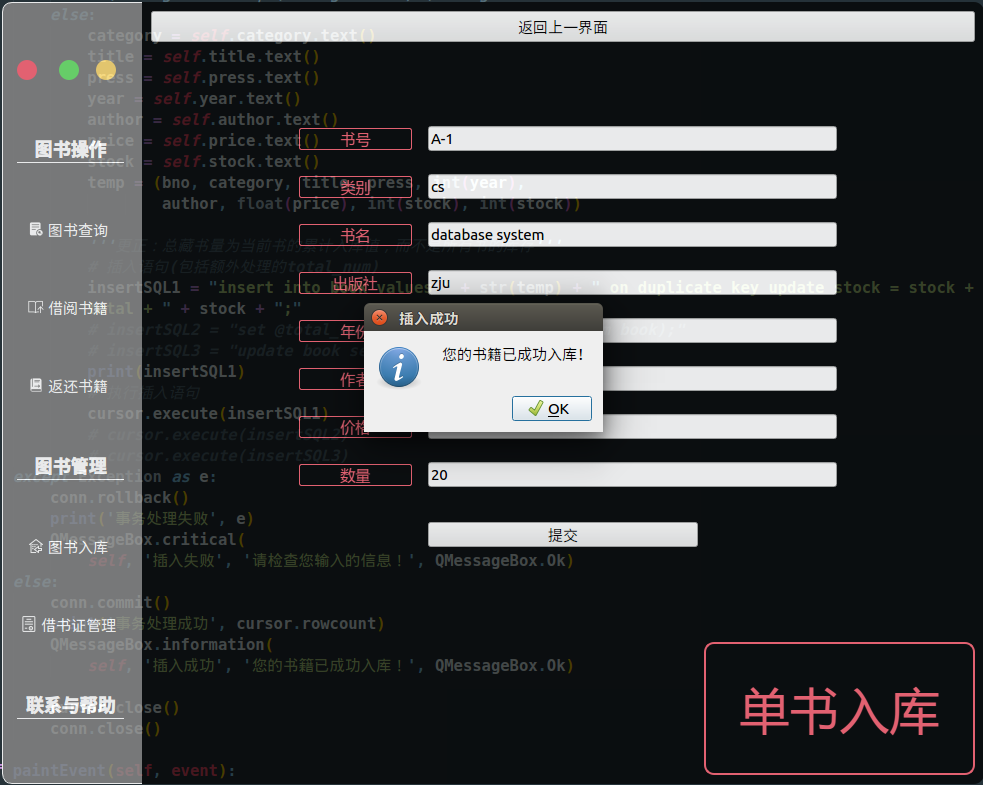 else:
返回上一界面
category = self.category.text()
title = self.title.text()
press = self.press.text()
year = self.year.text()
author = self.author.text()
price = self.price.text()
stock = self.stock.text()
temp = (bno, category, title, press, int(year),
author, float(price), int(stock), int(stock))
insertSQL1 = "insert into book values" + str(temp) + " on duplicate key update stock = stock +
+ " + stock + ";"
# insertSQL2 = "set @total_
# insertSQL3 = "update book
print(insertSQL1)
插入语句
cursor.execute(insertSQL1)
# cursor.execute(insertSQL2)
cursor.execute(insertSQL3)
except Exception as e:
conn.rollback()
print('事务处理失败', e)
QMessageBox.critical(
self, '插入失败', '请检查您输入的信息！', QMessageBox.Ok)
else:
conn.commit()
事务处理成功', cursor.rowcount)
QMessageBox.information(
self, '插入成功', '您的书籍已成功入库！', QMessageBox.Ok)
close()
conn.close()
paintEvent(self, event):
图书操作
图书查询
借阅书籍
返还书籍
图书管理
图书入库
借书证管理
联系与帮助
书号
A-1
类别
cs
书名
database system
出版社
zju
年份
作者
价格
数量
20
提交
插入成功
您的书籍已成功入库！
OK
单书入库